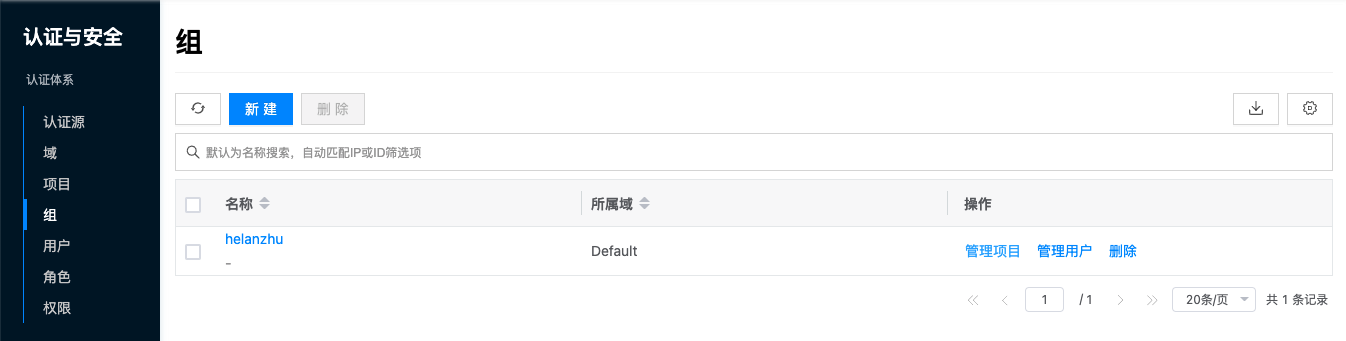 认证与安全
认证体系
认证源
域
项目
组
用户
角色
权限
组
新 建 删 除
默认为名称搜索，自动匹配IP或ID筛选项
名称 所属域 操作
helanzhu Default 管理项目 管理用户 删除
-
1 / 1 20条/页 共 1 条记录